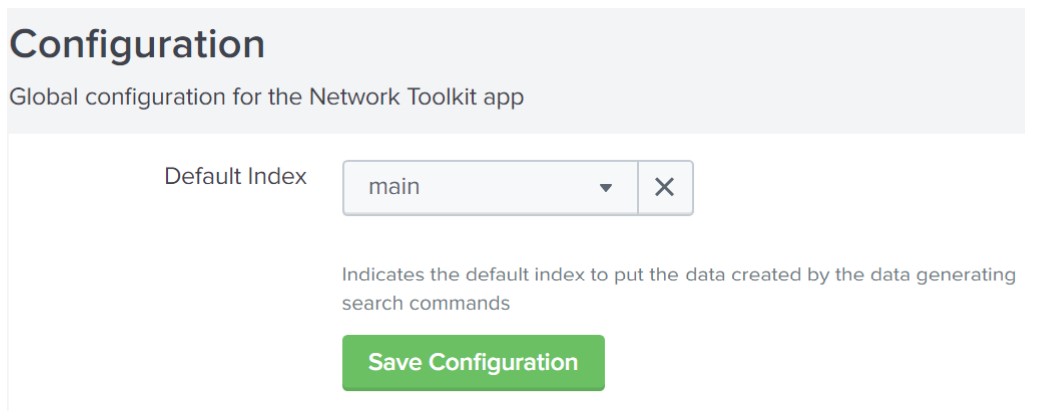 Configuration
Global configuration for the Network Toolkit app
Default Index
main
Indicates the default index to put the data created by the data generating
search commands
Save Configuration